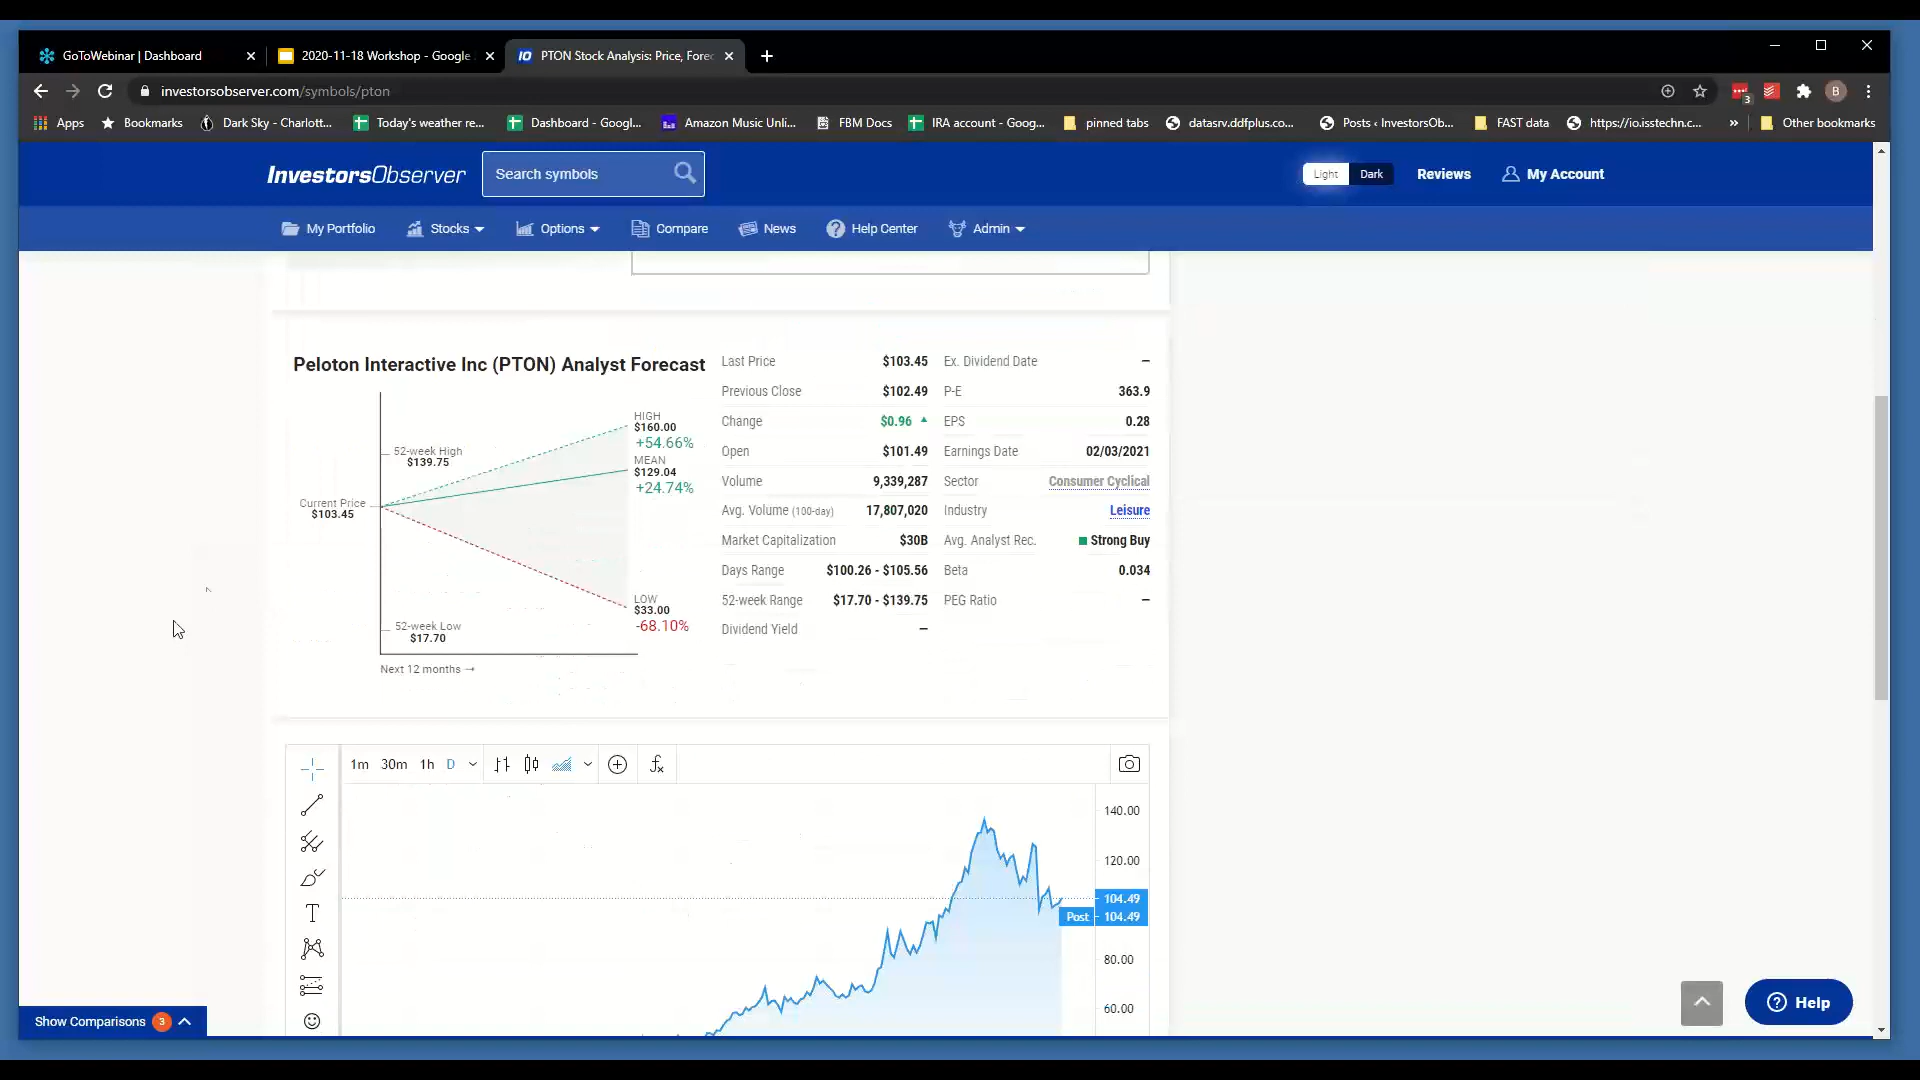 GoToWebinar | Dashboard
2020-11-18 Workshop - Google
IO PTON Stock Analysis: Price, Forec
investorsobserver.com/symbols/pton
3
B
Apps
Bookmarks
Dark Sky - Charlott...
Today's weather re...
Dashboard - Googl...
Amazon Music Unli...
FBM Docs
IRA account - Goog...
pinned tabs
datasrv.ddfplus.co...
Posts ‹ InvestorsOb...
FAST data
https://io.isstechn.c...
»
Other bookmarks
InvestorsObserver
Search symbols
Light
Dark
Reviews
My Account
My Portfolio
Stocks
Options
Compare
News
Help Center
Admin
Peloton Interactive Inc (PTON) Analyst Forecast
HIGH
$160.00
+54.66%
52-week High
$139.75
MEAN
$129.04
+24.74%
Current Price
$103.45
LOW
$33.00
-68.10%
52-week Low
$17.70
Next 12 months →
Last Price $103.45
Previous Close $102.49
Change $0.96
Open $101.49
Volume 9,339,287
Avg. Volume (100-day) 17,807,020
Market Capitalization $30B
Days Range $100.26 - $105.56
52-week Range $17.70 - $139.75
Dividend Yield –
Ex. Dividend Date –
P-E 363.9
EPS 0.28
Earnings Date 02/03/2021
Sector Consumer Cyclical
Industry Leisure
Avg. Analyst Rec. Strong Buy
Beta 0.034
PEG Ratio –
1m 30m 1h D
T
140.00
120.00
104.49
Post 104.49
80.00
60.00
Show Comparisons 3
? Help